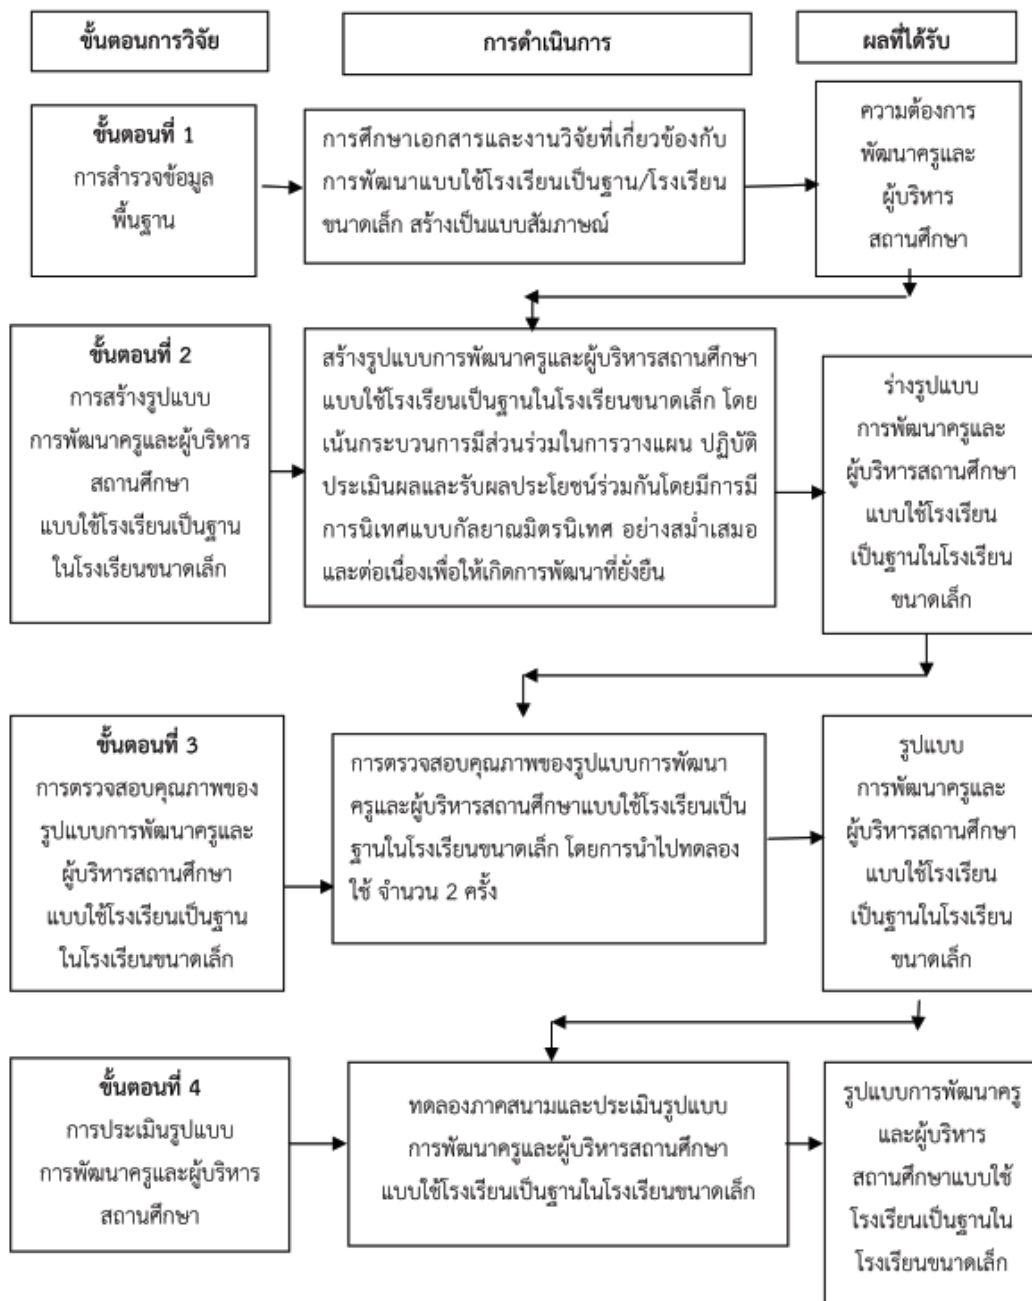 ขั้นตอนการวิจัย
การดำเนินการ
ผลที่ได้รับ
ขั้นตอนที่ 1
การสำรวจข้อมูล
พื้นฐาน
การศึกษาเอกสารและงานวิจัยที่เกี่ยวข้องกับ
การพัฒนาแบบใช้โรงเรียนเป็นฐาน/โรงเรียน
ขนาดเล็ก สร้างเป็นแบบสัมภาษณ์
ความต้องการ
พัฒนาครูและ
ผู้บริหาร
สถานศึกษา
ขั้นตอนที่ 2
การสร้างรูปแบบ
การพัฒนาครูและผู้บริหาร
สถานศึกษา
แบบใช้โรงเรียนเป็นฐาน
ในโรงเรียนขนาดเล็ก
สร้างรูปแบบการพัฒนาครูและผู้บริหารสถานศึกษา
แบบใช้โรงเรียนเป็นฐานในโรงเรียนขนาดเล็ก โดย
เน้นกระบวนการมีส่วนร่วมในการวางแผน ปฏิบัติ
ประเมินผลและรับผลประโยชน์ร่วมกันโดยมีการมี
การนิเทศแบบกัลยาณมิตรนิเทศ อย่างสม่ำเสมอ
และต่อเนื่องเพื่อให้เกิดการพัฒนาที่ยั่งยืน
ร่างรูปแบบ
การพัฒนาครูและ
ผู้บริหารสถานศึกษา
แบบใช้โรงเรียน
เป็นฐานในโรงเรียน
ขนาดเล็ก
ขั้นตอนที่ 3
การตรวจสอบคุณภาพของ
รูปแบบการพัฒนาครูและ
ผู้บริหารสถานศึกษา
แบบใช้โรงเรียนเป็นฐาน
ในโรงเรียนขนาดเล็ก
การตรวจสอบคุณภาพของรูปแบบการพัฒนา
ครูและผู้บริหารสถานศึกษาแบบใช้โรงเรียนเป็น
ฐานในโรงเรียนขนาดเล็ก โดยการนำไปทดลอง
ใช้ จำนวน 2 ครั้ง
รูปแบบ
การพัฒนาครูและ
ผู้บริหารสถานศึกษา
แบบใช้โรงเรียน
เป็นฐานในโรงเรียน
ขนาดเล็ก
ขั้นตอนที่ 4
การประเมินรูปแบบ
การพัฒนาครูและผู้บริหาร
สถานศึกษา
ทดลองภาคสนามและประเมินรูปแบบ
การพัฒนาครูและผู้บริหารสถานศึกษา
แบบใช้โรงเรียนเป็นฐานในโรงเรียนขนาดเล็ก
รูปแบบการพัฒนาครู
และผู้บริหาร
สถานศึกษาแบบใช้
โรงเรียนเป็นฐานใน
โรงเรียนขนาดเล็ก